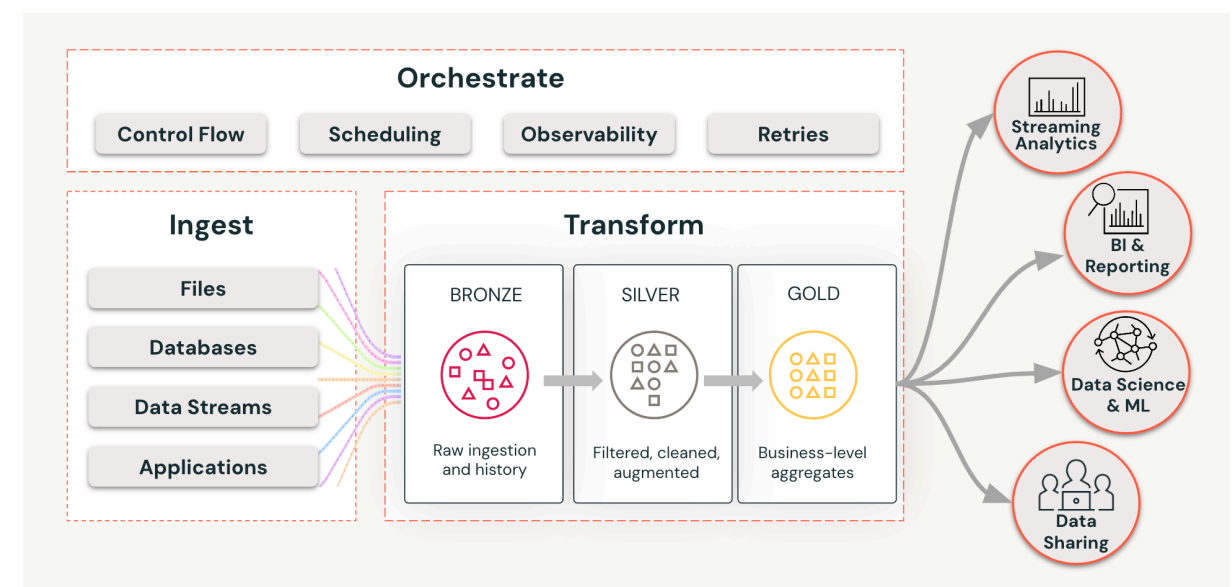 Orchestrate
Control Flow
Scheduling
Observability
Retries
Ingest
Files
Databases
Data Streams
Applications
Transform
BRONZE
Raw ingestion
and history
SILVER
Filtered, cleaned,
augmented
GOLD
Business-level
aggregates
Streaming
Analytics
BI &
Reporting
Data Science
& ML
Data
Sharing